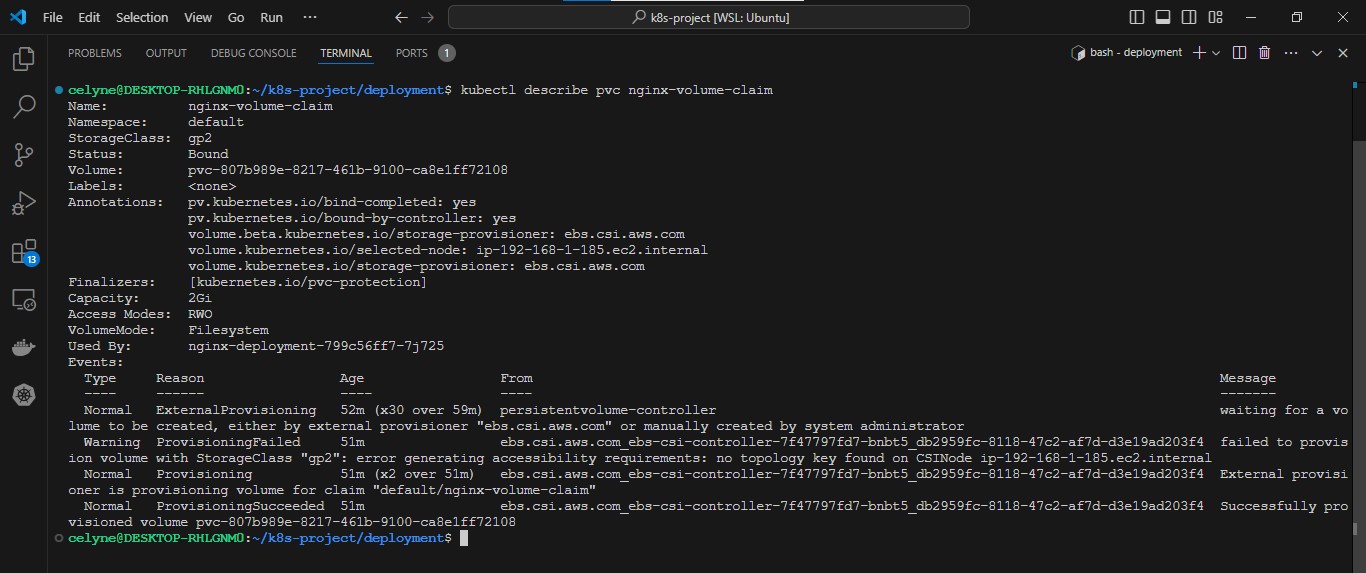 File Edit Selection View Go Run ··· k8s-project [WSL: Ubuntu]
PROBLEMS OUTPUT DEBUG CONSOLE TERMINAL PORTS 1 bash - deployment
celyne@DESKTOP-RHLGNM0:~/k8s-project/deployment$ kubectl describe pvc nginx-volume-claim
Name:          nginx-volume-claim
Namespace:     default
StorageClass:  gp2
Status:        Bound
Volume:        pvc-807b989e-8217-461b-9100-ca8e1ff72108
Labels:        <none>
Annotations:   pv.kubernetes.io/bind-completed: yes
               pv.kubernetes.io/bound-by-controller: yes
               volume.beta.kubernetes.io/storage-provisioner: ebs.csi.aws.com
               volume.kubernetes.io/selected-node: ip-192-168-1-185.ec2.internal
               volume.kubernetes.io/storage-provisioner: ebs.csi.aws.com
Finalizers:    [kubernetes.io/pvc-protection]
Capacity:      2Gi
Access Modes:  RWO
VolumeMode:    Filesystem
Used By:       nginx-deployment-799c56ff7-7j725
Events:
  Type     Reason                 Age                 From                                                                                      Message
  ----     ------                 ----                ----                                                                                      -------
  Normal   ExternalProvisioning   52m (x30 over 59m)  persistentvolume-controller                                                               waiting for a vo
lume to be created, either by external provisioner "ebs.csi.aws.com" or manually created by system administrator
  Warning  ProvisioningFailed     51m                 ebs.csi.aws.com_ebs-csi-controller-7f47797fd7-bnbt5_db2959fc-8118-47c2-af7d-d3e19ad203f4  failed to provis
ion volume with StorageClass "gp2": error generating accessibility requirements: no topology key found on CSINode ip-192-168-1-185.ec2.internal
  Normal   Provisioning           51m (x2 over 51m)   ebs.csi.aws.com_ebs-csi-controller-7f47797fd7-bnbt5_db2959fc-8118-47c2-af7d-d3e19ad203f4  External provisi
oner is provisioning volume for claim "default/nginx-volume-claim"
  Normal   ProvisioningSucceeded  51m                 ebs.csi.aws.com_ebs-csi-controller-7f47797fd7-bnbt5_db2959fc-8118-47c2-af7d-d3e19ad203f4  Successfully pro
visioned volume pvc-807b989e-8217-461b-9100-ca8e1ff72108
celyne@DESKTOP-RHLGNM0:~/k8s-project/deployment$
13